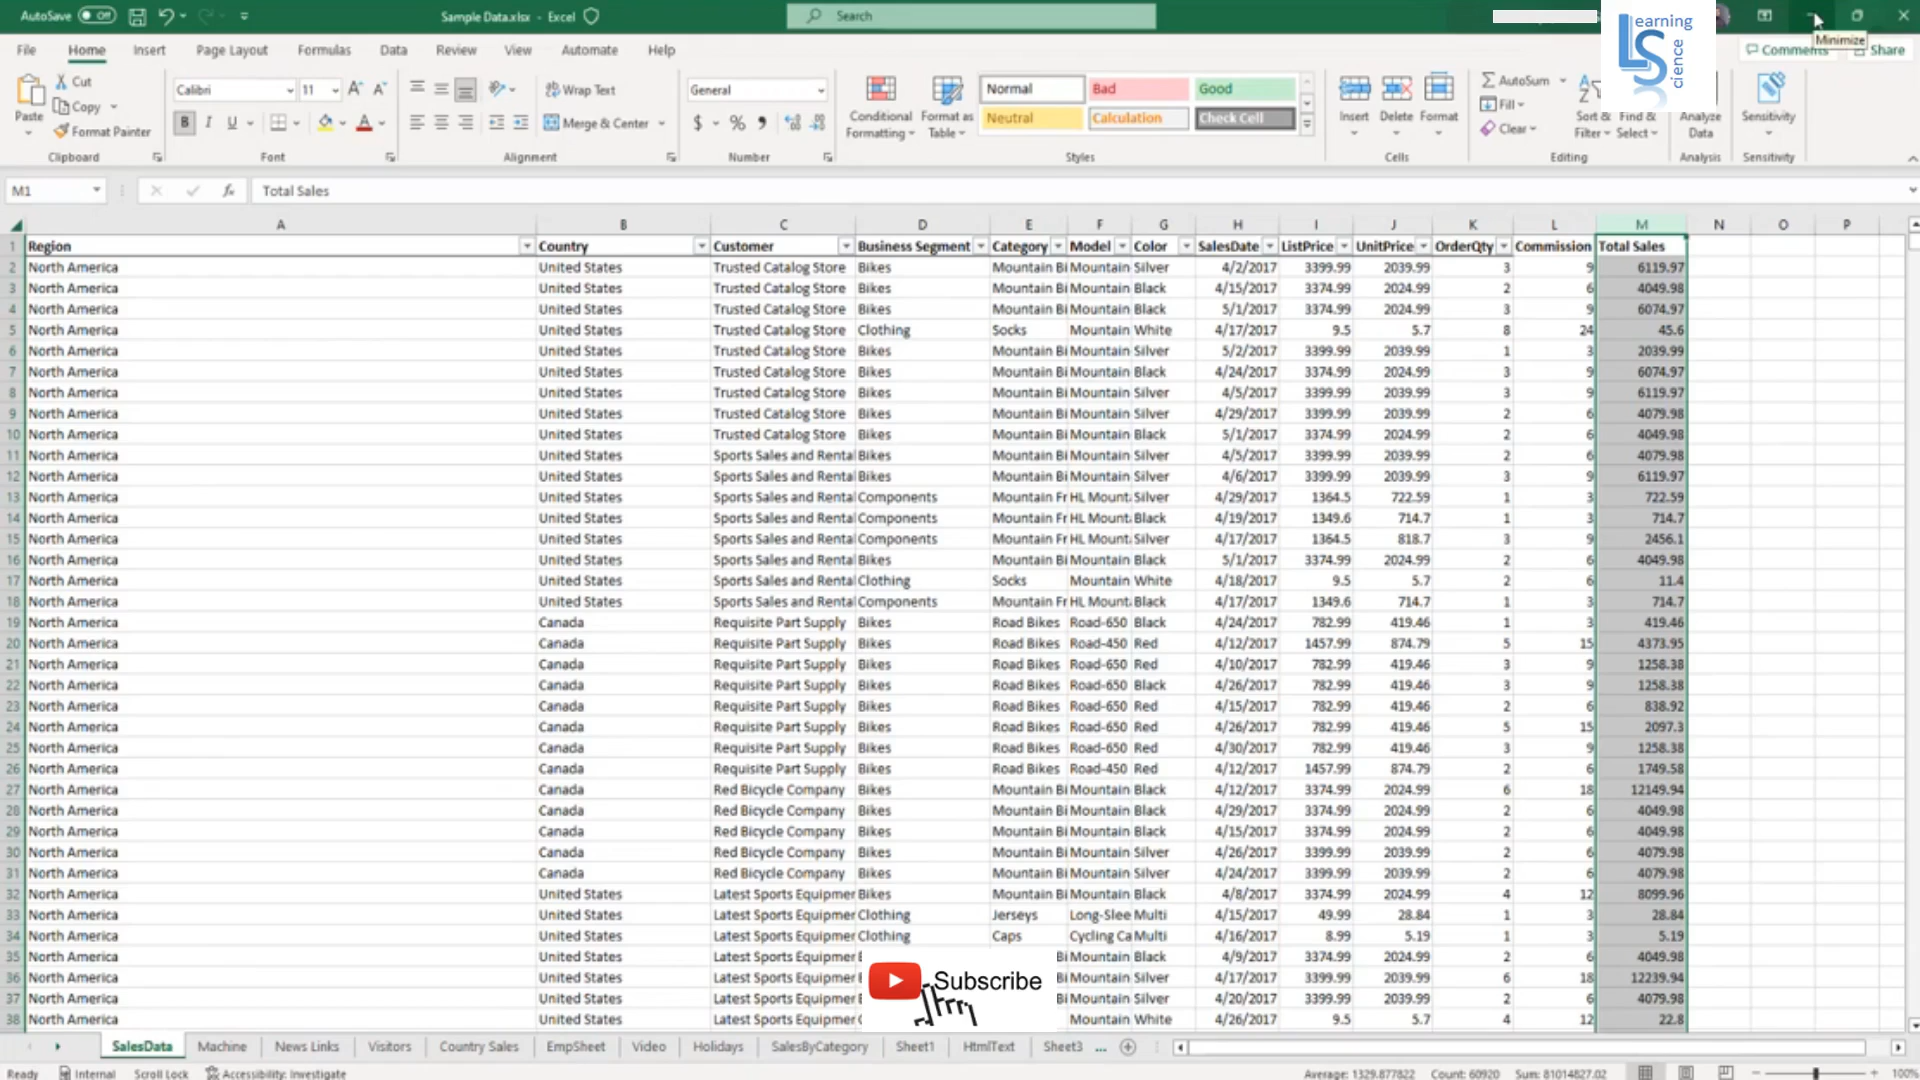 AutoSave Off Sample Data.xlsx - Excel Search
File Home Insert Page Layout Formulas Data Review View Automate Help Comments Share
Minimize
Learning Science
Paste Cut Copy Format Painter Clipboard
Calibri 11 B I U Font
Wrap Text Merge & Center Alignment
General $ % , Number
Conditional Formatting Format as Table Normal Bad Good Neutral Calculation Check Cell Styles
Insert Delete Format Cells
AutoSum Fill Clear Sort & Filter Find & Select Editing
Analyze Data Analysis
Sensitivity Sensitivity
M1 fx Total Sales
A B C D E F G H I J K L M N O P
1 Region Country Customer Business Segment Category Model Color SalesDate ListPrice UnitPrice OrderQty Commission Total Sales
2 North America United States Trusted Catalog Store Bikes Mountain Bi Mountain Silver 4/2/2017 3399.99 2039.99 3 9 6119.97
3 North America United States Trusted Catalog Store Bikes Mountain Bi Mountain Black 4/15/2017 3374.99 2024.99 2 6 4049.98
4 North America United States Trusted Catalog Store Bikes Mountain Bi Mountain Black 5/1/2017 3374.99 2024.99 3 9 6074.97
5 North America United States Trusted Catalog Store Clothing Socks Mountain White 4/17/2017 9.5 5.7 8 24 45.6
6 North America United States Trusted Catalog Store Bikes Mountain Bi Mountain Silver 5/2/2017 3399.99 2039.99 1 3 2039.99
7 North America United States Trusted Catalog Store Bikes Mountain Bi Mountain Black 4/24/2017 3374.99 2024.99 3 9 6074.97
8 North America United States Trusted Catalog Store Bikes Mountain Bi Mountain Silver 4/5/2017 3399.99 2039.99 3 9 6119.97
9 North America United States Trusted Catalog Store Bikes Mountain Bi Mountain Silver 4/29/2017 3399.99 2039.99 2 6 4079.98
10 North America United States Trusted Catalog Store Bikes Mountain Bi Mountain Black 5/1/2017 3374.99 2024.99 2 6 4049.98
11 North America United States Sports Sales and Rental Bikes Mountain Bi Mountain Silver 4/5/2017 3399.99 2039.99 2 6 4079.98
12 North America United States Sports Sales and Rental Bikes Mountain Bi Mountain Silver 4/6/2017 3399.99 2039.99 3 9 6119.97
13 North America United States Sports Sales and Rental Components Mountain Fr HL Mount Silver 4/29/2017 1364.5 722.59 1 3 722.59
14 North America United States Sports Sales and Rental Components Mountain Fr HL Mount Black 4/19/2017 1349.6 714.7 1 3 714.7
15 North America United States Sports Sales and Rental Components Mountain Fr HL Mount Silver 4/17/2017 1364.5 818.7 3 9 2456.1
16 North America United States Sports Sales and Rental Bikes Mountain Bi Mountain Black 5/1/2017 3374.99 2024.99 2 6 4049.98
17 North America United States Sports Sales and Rental Clothing Socks Mountain White 4/18/2017 9.5 5.7 2 6 11.4
18 North America United States Sports Sales and Rental Components Mountain Fr HL Mount Black 4/17/2017 1349.6 714.7 1 3 714.7
19 North America Canada Requisite Part Supply Bikes Road Bikes Road-650 Black 4/24/2017 782.99 419.46 1 3 419.46
20 North America Canada Requisite Part Supply Bikes Road Bikes Road-450 Red 4/12/2017 1457.99 874.79 5 15 4373.95
21 North America Canada Requisite Part Supply Bikes Road Bikes Road-650 Red 4/10/2017 782.99 419.46 3 9 1258.38
22 North America Canada Requisite Part Supply Bikes Road Bikes Road-650 Black 4/26/2017 782.99 419.46 3 9 1258.38
23 North America Canada Requisite Part Supply Bikes Road Bikes Road-650 Red 4/15/2017 782.99 419.46 2 6 838.92
24 North America Canada Requisite Part Supply Bikes Road Bikes Road-650 Red 4/26/2017 782.99 419.46 5 15 2097.3
25 North America Canada Requisite Part Supply Bikes Road Bikes Road-650 Red 4/30/2017 782.99 419.46 3 9 1258.38
26 North America Canada Requisite Part Supply Bikes Road Bikes Road-450 Red 4/12/2017 1457.99 874.79 2 6 1749.58
27 North America Canada Red Bicycle Company Bikes Mountain Bi Mountain Black 4/12/2017 3374.99 2024.99 6 18 12149.94
28 North America Canada Red Bicycle Company Bikes Mountain Bi Mountain Black 4/29/2017 3374.99 2024.99 2 6 4049.98
29 North America Canada Red Bicycle Company Bikes Mountain Bi Mountain Black 4/15/2017 3374.99 2024.99 2 6 4049.98
30 North America Canada Red Bicycle Company Bikes Mountain Bi Mountain Silver 4/26/2017 3399.99 2039.99 2 6 4079.98
31 North America Canada Red Bicycle Company Bikes Mountain Bi Mountain Silver 4/24/2017 3399.99 2039.99 2 6 4079.98
32 North America United States Latest Sports Equipmer Bikes Mountain Bi Mountain Black 4/8/2017 3374.99 2024.99 4 12 8099.96
33 North America United States Latest Sports Equipmer Clothing Jerseys Long-Slee Multi 4/15/2017 49.99 28.84 1 3 28.84
34 North America United States Latest Sports Equipmer Clothing Caps Cycling Ca Multi 4/16/2017 8.99 5.19 1 3 5.19
35 North America United States Latest Sports Equipmer Mountain Black 4/9/2017 3374.99 2024.99 2 6 4049.98
36 North America United States Latest Sports Equipmer Mountain Silver 4/17/2017 3399.99 2039.99 6 18 12239.94
37 North America United States Latest Sports Equipmer Mountain Silver 4/20/2017 3399.99 2039.99 2 6 4079.98
38 North America United States Latest Sports Equipmer Mountain White 4/26/2017 9.5 5.7 4 12 22.8
Subscribe
SalesData Machine News Links Visitors Country Sales EmpSheet Video Holidays SalesByCategory Sheet1 HtmlText Sheet3 ...
Ready Internal Scroll Lock Accessibility: Investigate Average: 1329.877822 Count: 60920 Sum: 81014827.02 100%